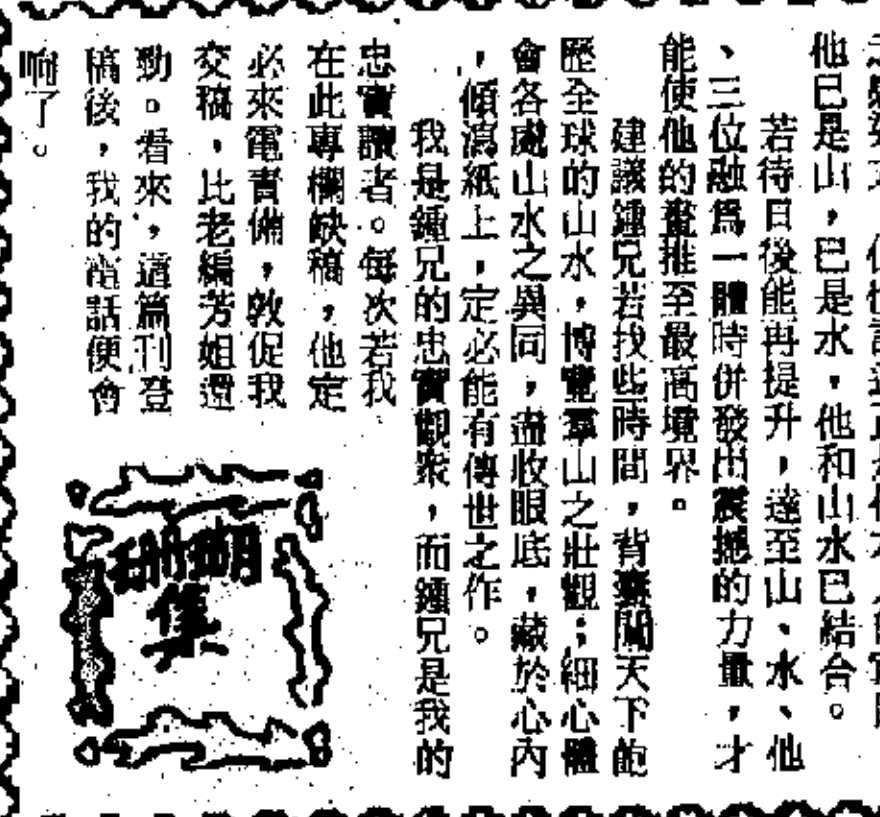 他已是山，已是水，他和山水已結合。
若待日後能再提升，達至山、水、他
、三位融爲一體時併發出震撼的力量，才
能使他的畫推至最高境界。
建議鍾兄若找些時間，背囊闖天下飽
歷全球的山水，博覽羣山之壯觀；細心體
會各處山水之異同，盡收眼底，藏於心內
，傾瀉紙上，定必能有傳世之作。
我是鍾兄的忠實觀衆，而鍾兄是我的
忠實讀者。每次若我
在此專欄缺稿，他定
必來電責備，敦促我
交稿，比老編芳姐還
勁。看來，這篇刊登
稿後，我的電話便會
响了。
珊瑚
集